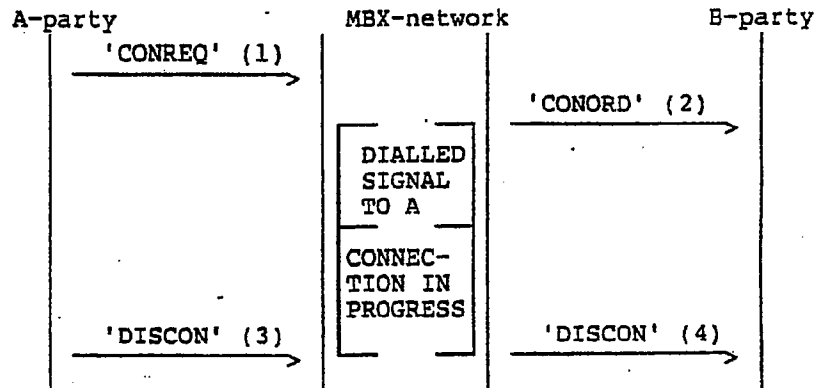 A-party MBX-network B-party
'CONREQ' (1)
'CONORD' (2)
DIALLED
SIGNAL
TO A
CONNEC-
TION IN
PROGRESS
'DISCON' (3) 'DISCON' (4)